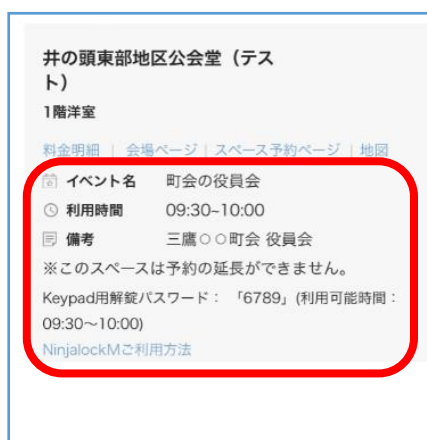 井の頭東部地区公会堂（テス
ト）
1階洋室
料金明細 | 会場ページ | スペース予約ページ | 地図
イベント名 町会の役員会
利用時間 09:30~10:00
備考 三鷹○○町会 役員会
※このスペースは予約の延長ができません。
Keypad用解錠パスワード： 「6789」(利用可能時間：
09:30～10:00)
NinjalockMご利用方法